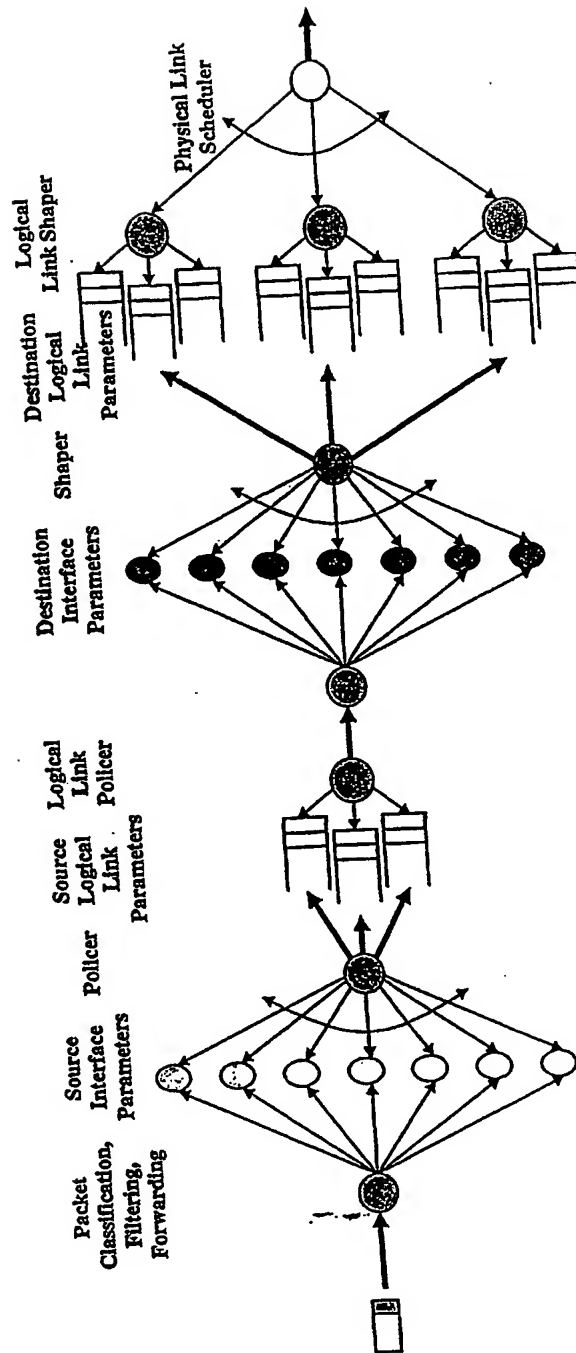 Packet
Classification,
Filtering,
Forwarding
Source
Interface
Parameters
Policer
Source
Logical
Link
Parameters
Logical
Link
Policer
Destination
Interface
Parameters
Shaper
Destination
Logical
Link
Parameters
Logical
Link Shaper
Physical Link
Scheduler